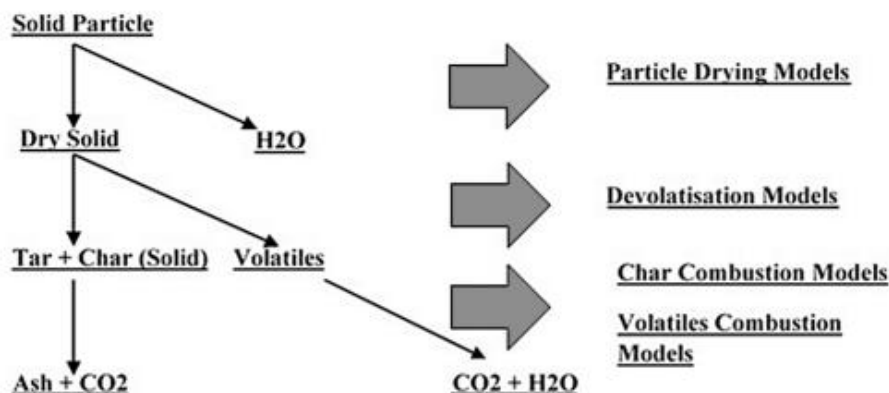 Solid Particle
Particle Drying Models
Dry Solid
H2O
Devolatisation Models
Tar + Char (Solid)
Volatiles
Char Combustion Models
Volatiles Combustion
Models
Ash + CO2
CO2 + H2O